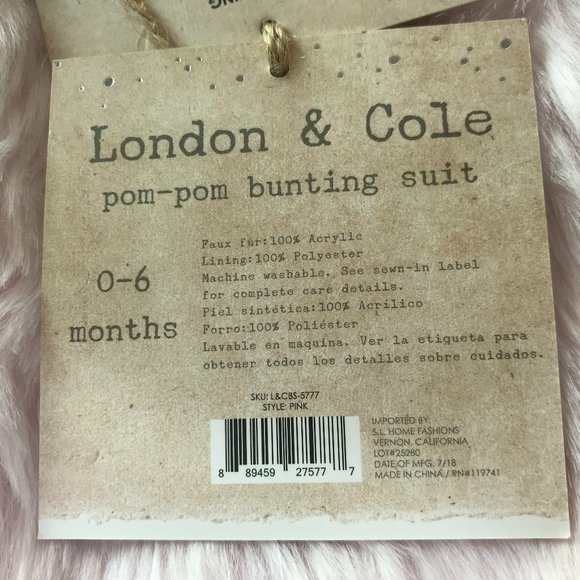 NG
London & Cole
pom-pom bunting suit
0-6
months
Faux fur:100% Acrylic
Lining:100% Polyester
Machine washable. See sewn-in label
for complete care details.
Piel sintética:100% Acrílico
Forro:100% Poliéster
Lavable en maquina. Ver la etiqueta para
obtener todos los detalles sobre cuidados.
SKU: L&CBS-5777
STYLE: PINK
8 89459 27577 7
IMPORTED BY:
S.L. HOME FASHIONS
VERNON, CALIFORNIA
LOT#25280
DATE OF MFG: 7/18
MADE IN CHINA / RN#119741